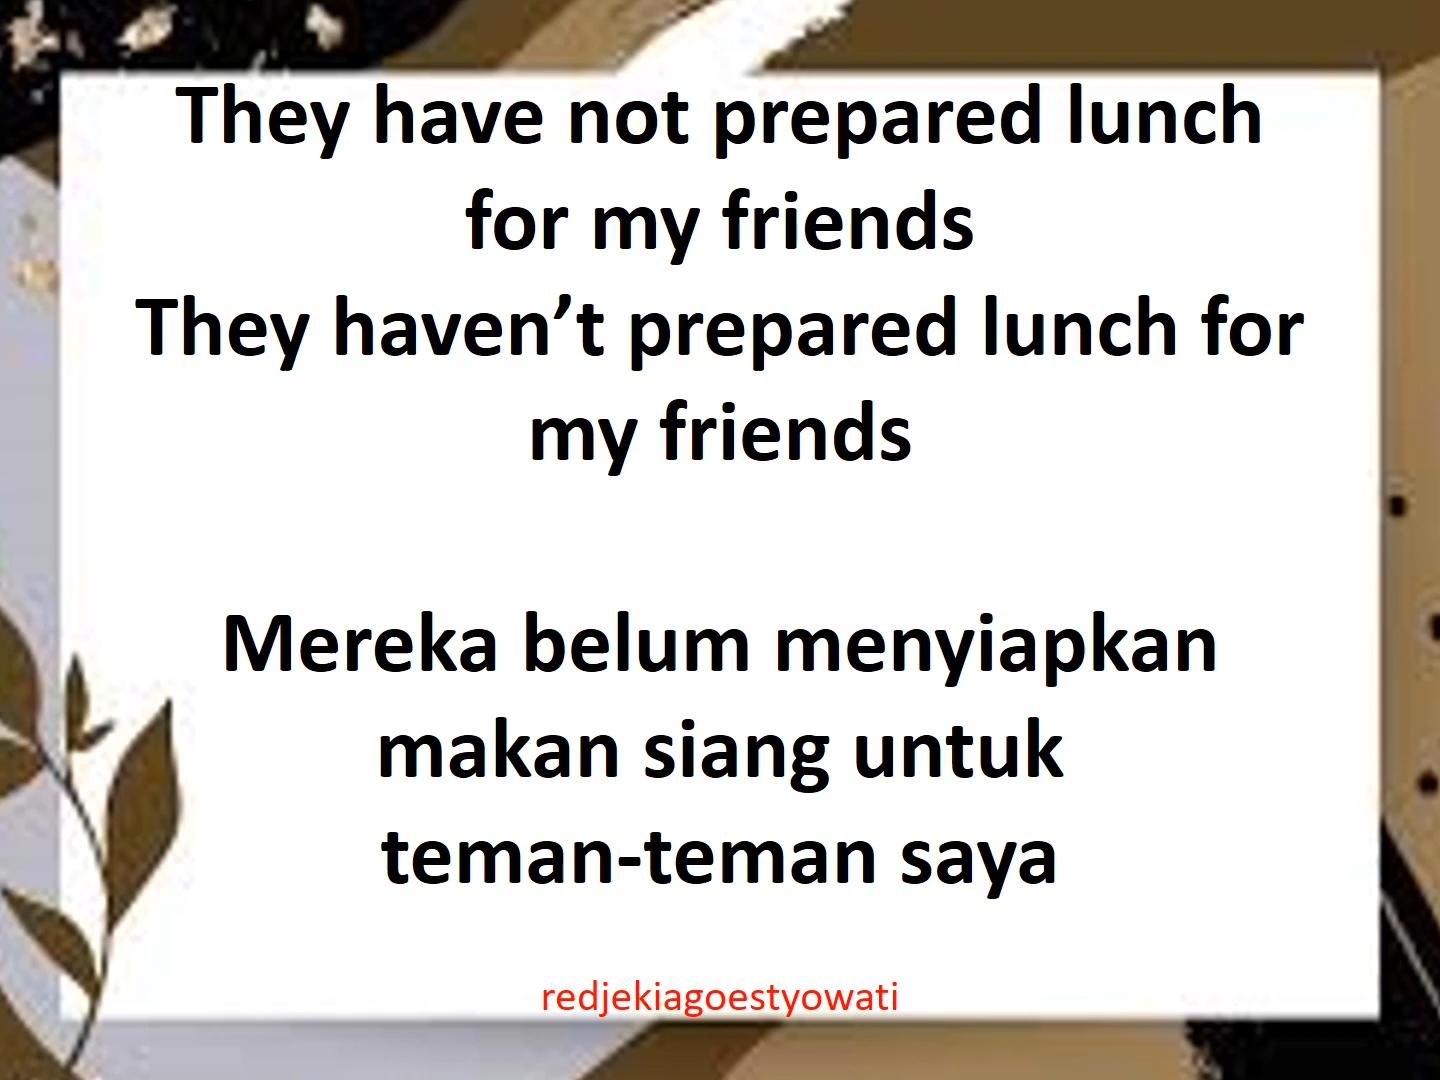 They have not prepared lunch
for my friends
They haven’t prepared lunch for
my friends
Mereka belum menyiapkan
makan siang untuk
teman-teman saya
redjekiagoestyowati